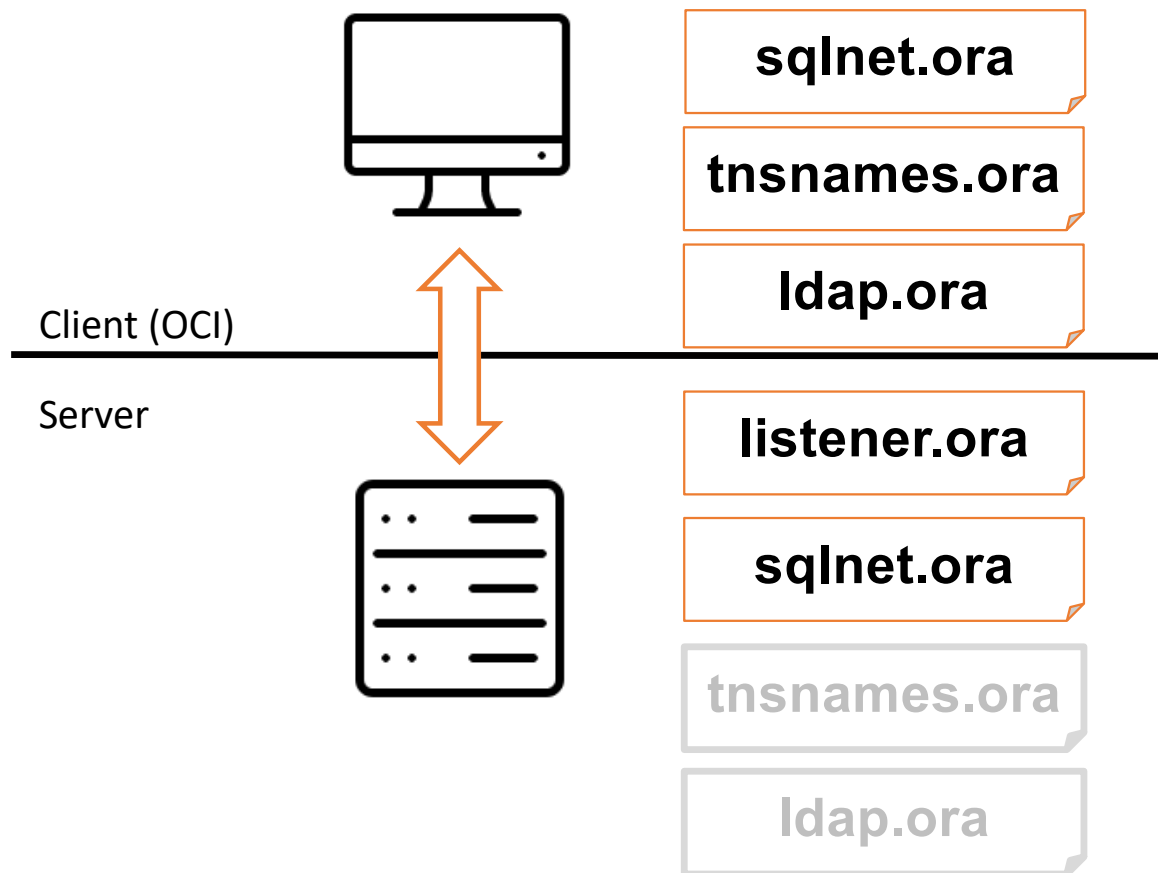 sqlnet.ora
tnsnames.ora
ldap.ora
Client (OCI)
Server
listener.ora
sqlnet.ora
tnsnames.ora
ldap.ora